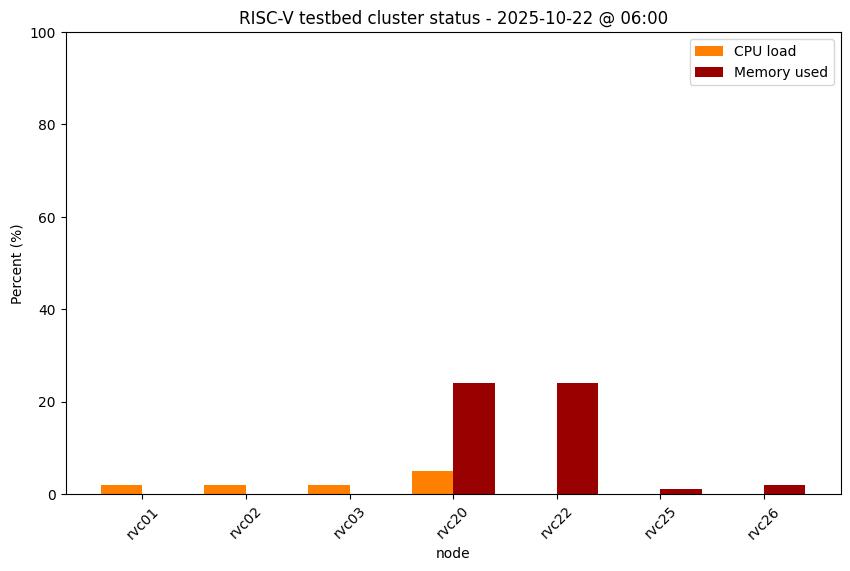 RISC-V testbed cluster status - 2025-10-22 @ 06:00
CPU load
Memory used
Percent (%)
100
80
60
40
20
0
rvc01
rvc02
rvc03
rvc20
rvc22
rvc25
rvc26
node